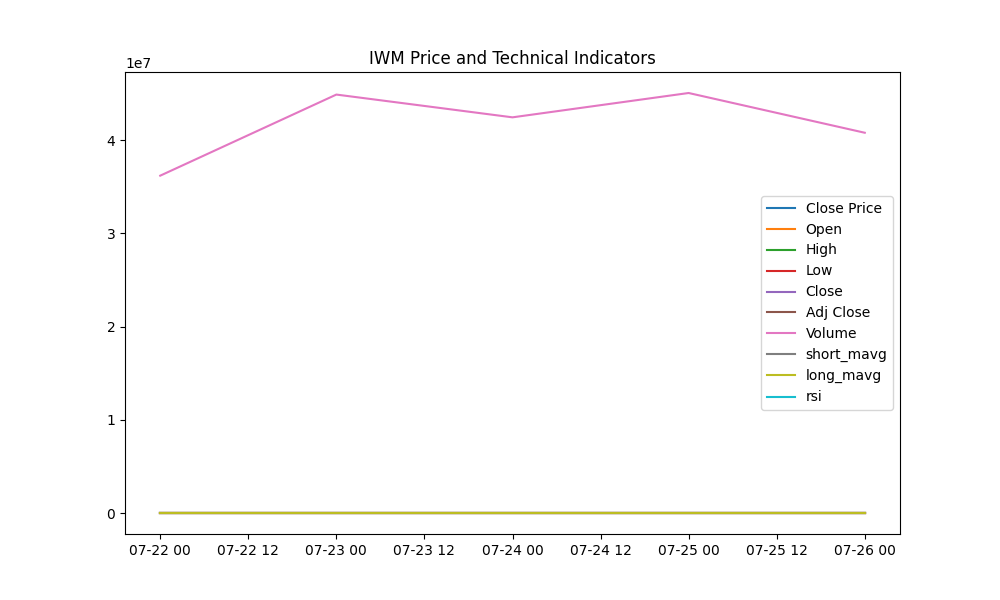 IWM Price and Technical Indicators
1e7
4
3
2
1
0
Close Price
Open
High
Low
Close
Adj Close
Volume
short_mavg
long_mavg
rsi
07-22 00 07-22 12 07-23 00 07-23 12 07-24 00 07-24 12 07-25 00 07-25 12 07-26 00